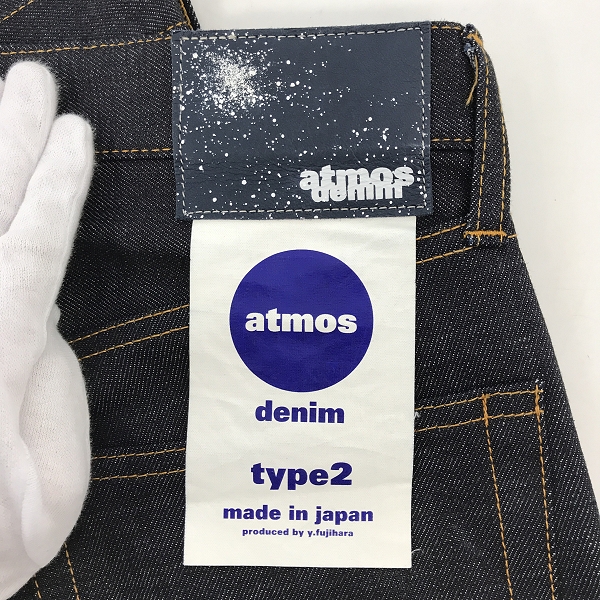 atmos
denim
atmos
denim
type2
made in japan
produced by y.fujihara